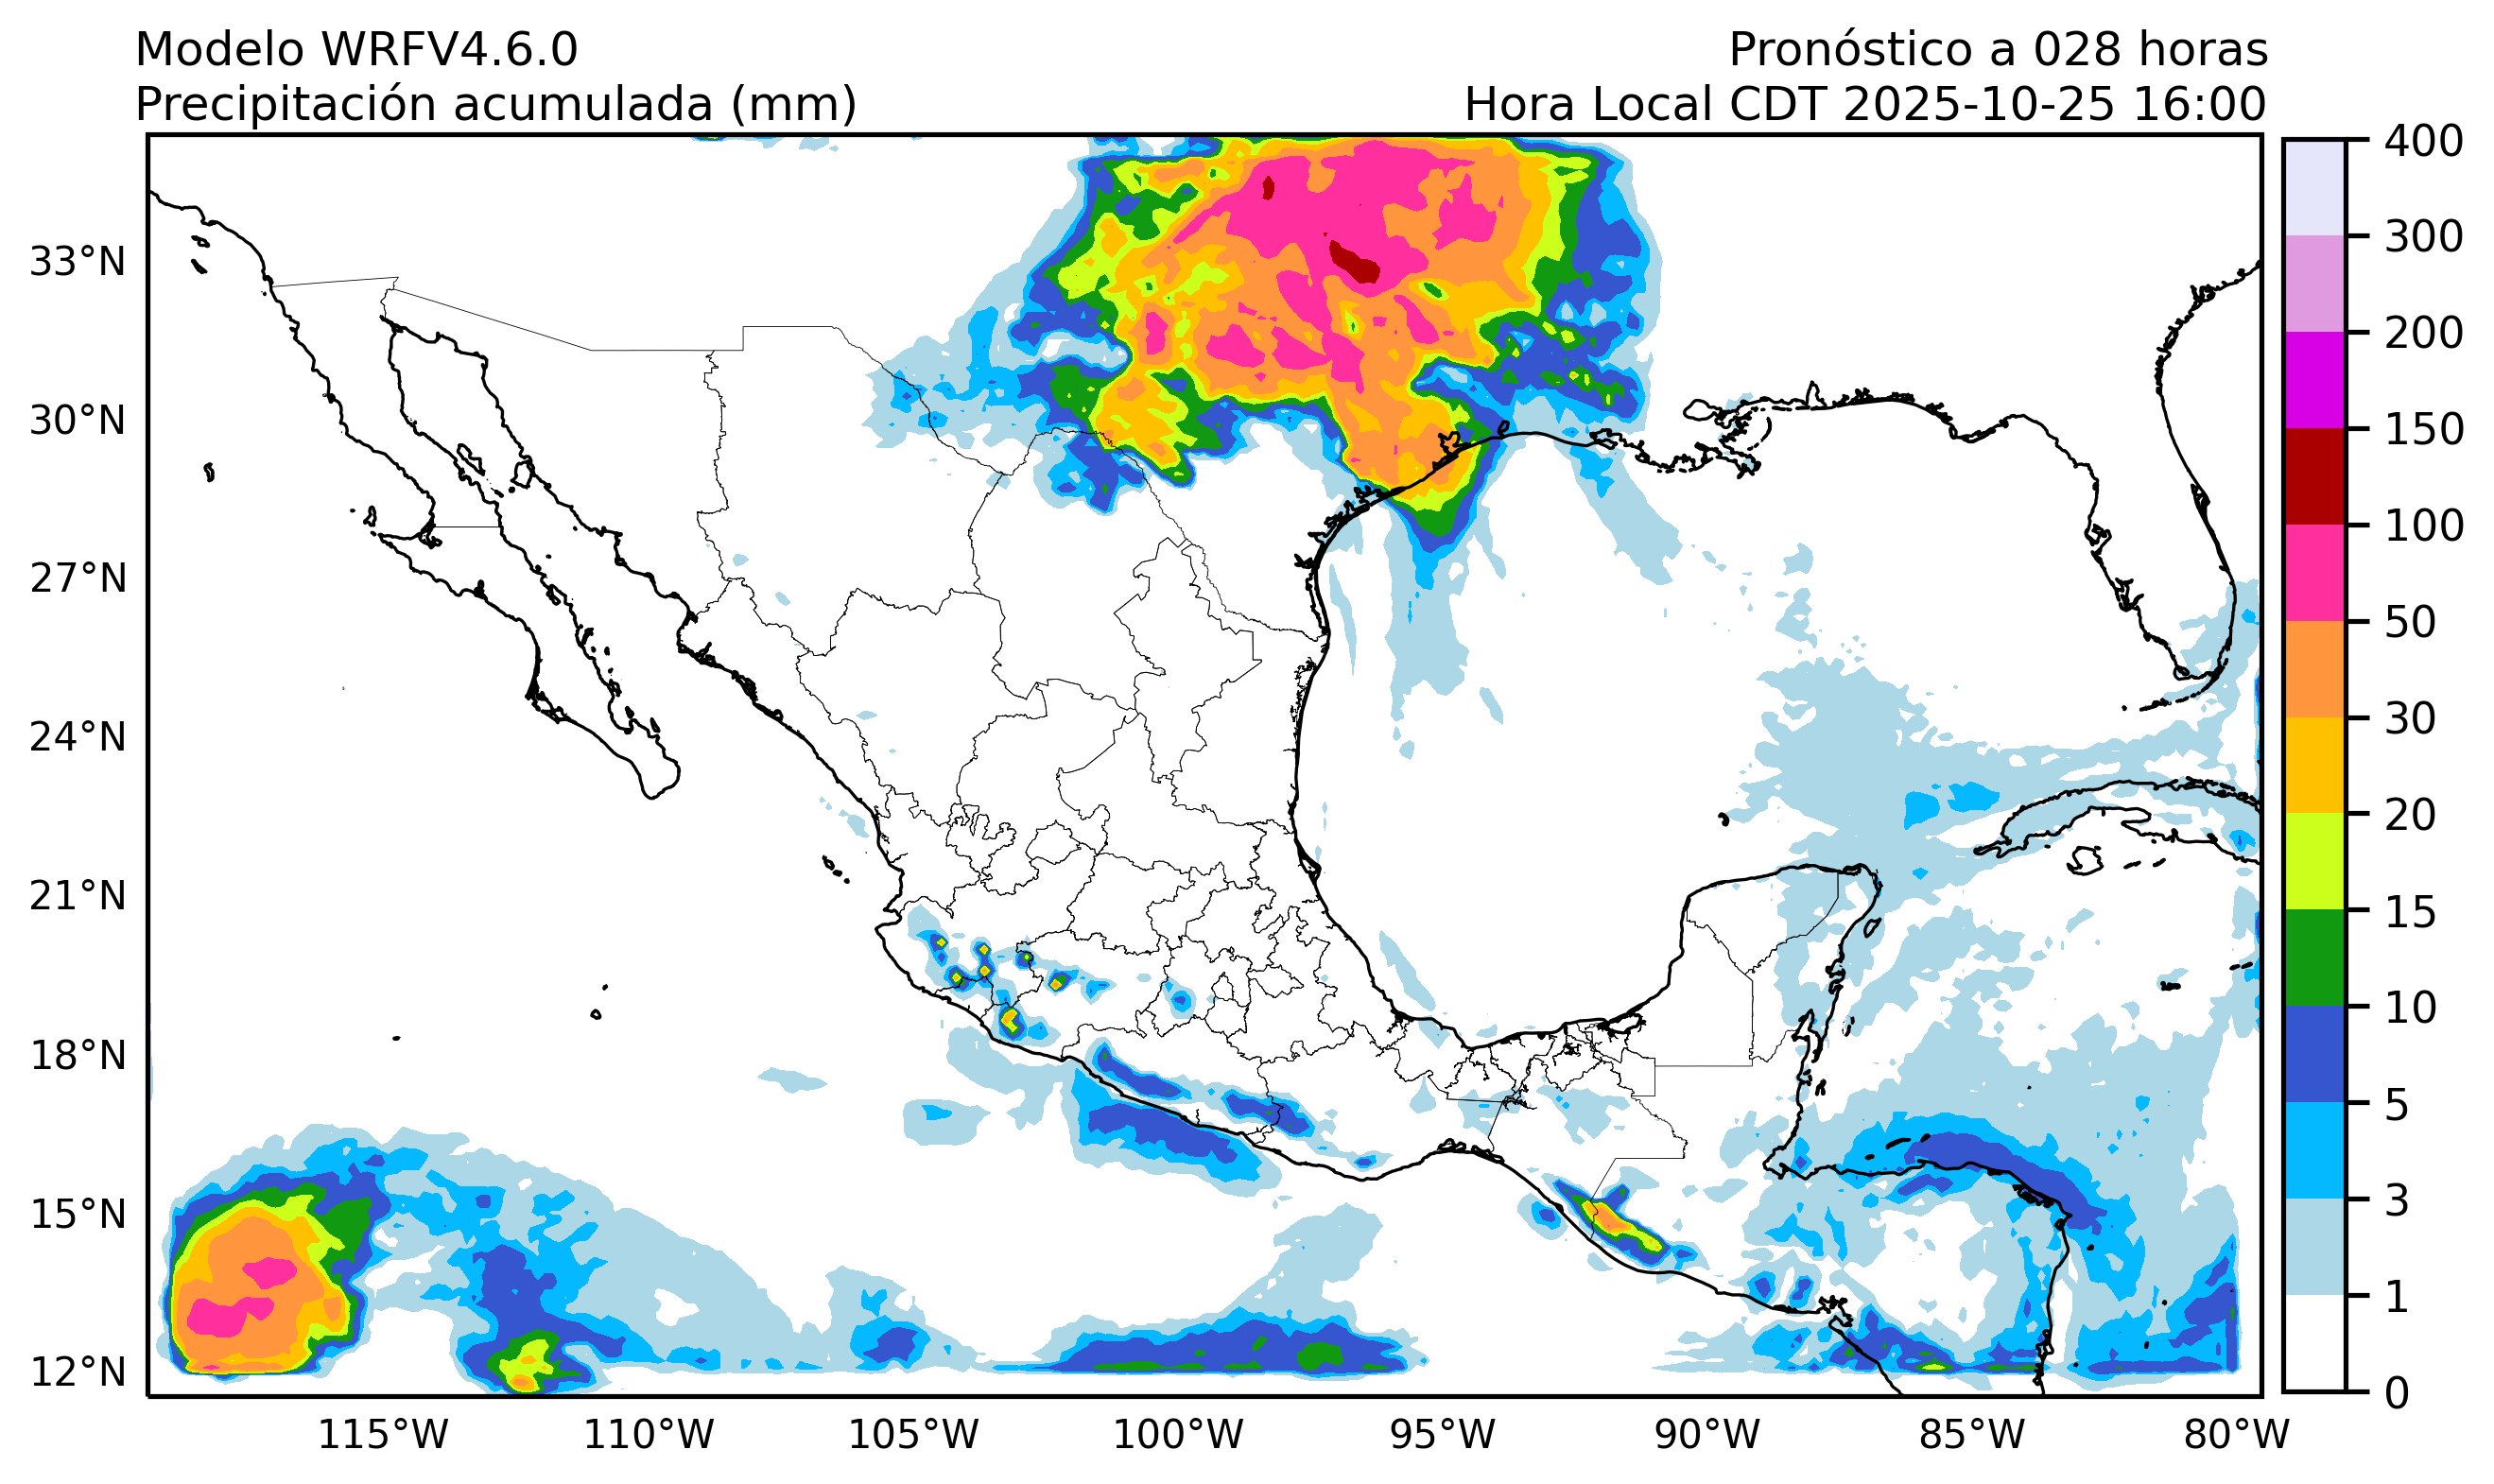 Modelo WRFV4.6.0
Pronóstico a 028 horas
Precipitación acumulada (mm)
Hora Local CDT 2025-10-25 16:00
33°N
30°N
27°N
24°N
21°N
18°N
15°N
12°N
115°W
110°W
105°W
100°W
95°W
90°W
85°W
80°W
400
300
200
150
100
50
30
20
15
10
5
3
1
0